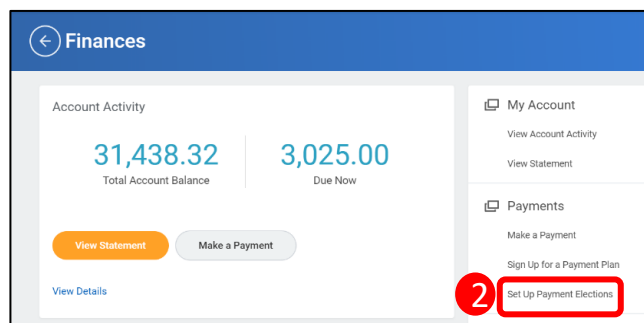 Finances
Account Activity
31,438.32 3,025.00
Total Account Balance Due Now
View Statement Make a Payment
View Details
My Account
View Account Activity
View Statement
Payments
Make a Payment
Sign Up for a Payment Plan
2 Set Up Payment Elections